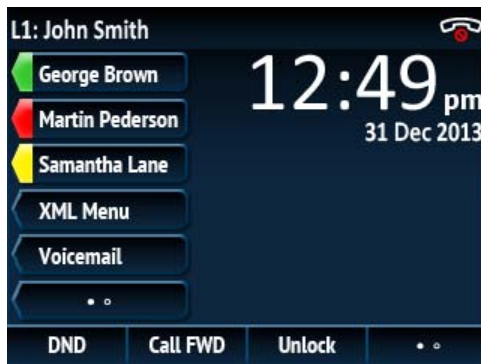 L1: John Smith
George Brown
Martin Pederson
Samantha Lane
XML Menu
Voicemail
12:49 pm
31 Dec 2013
DND Call FWD Unlock